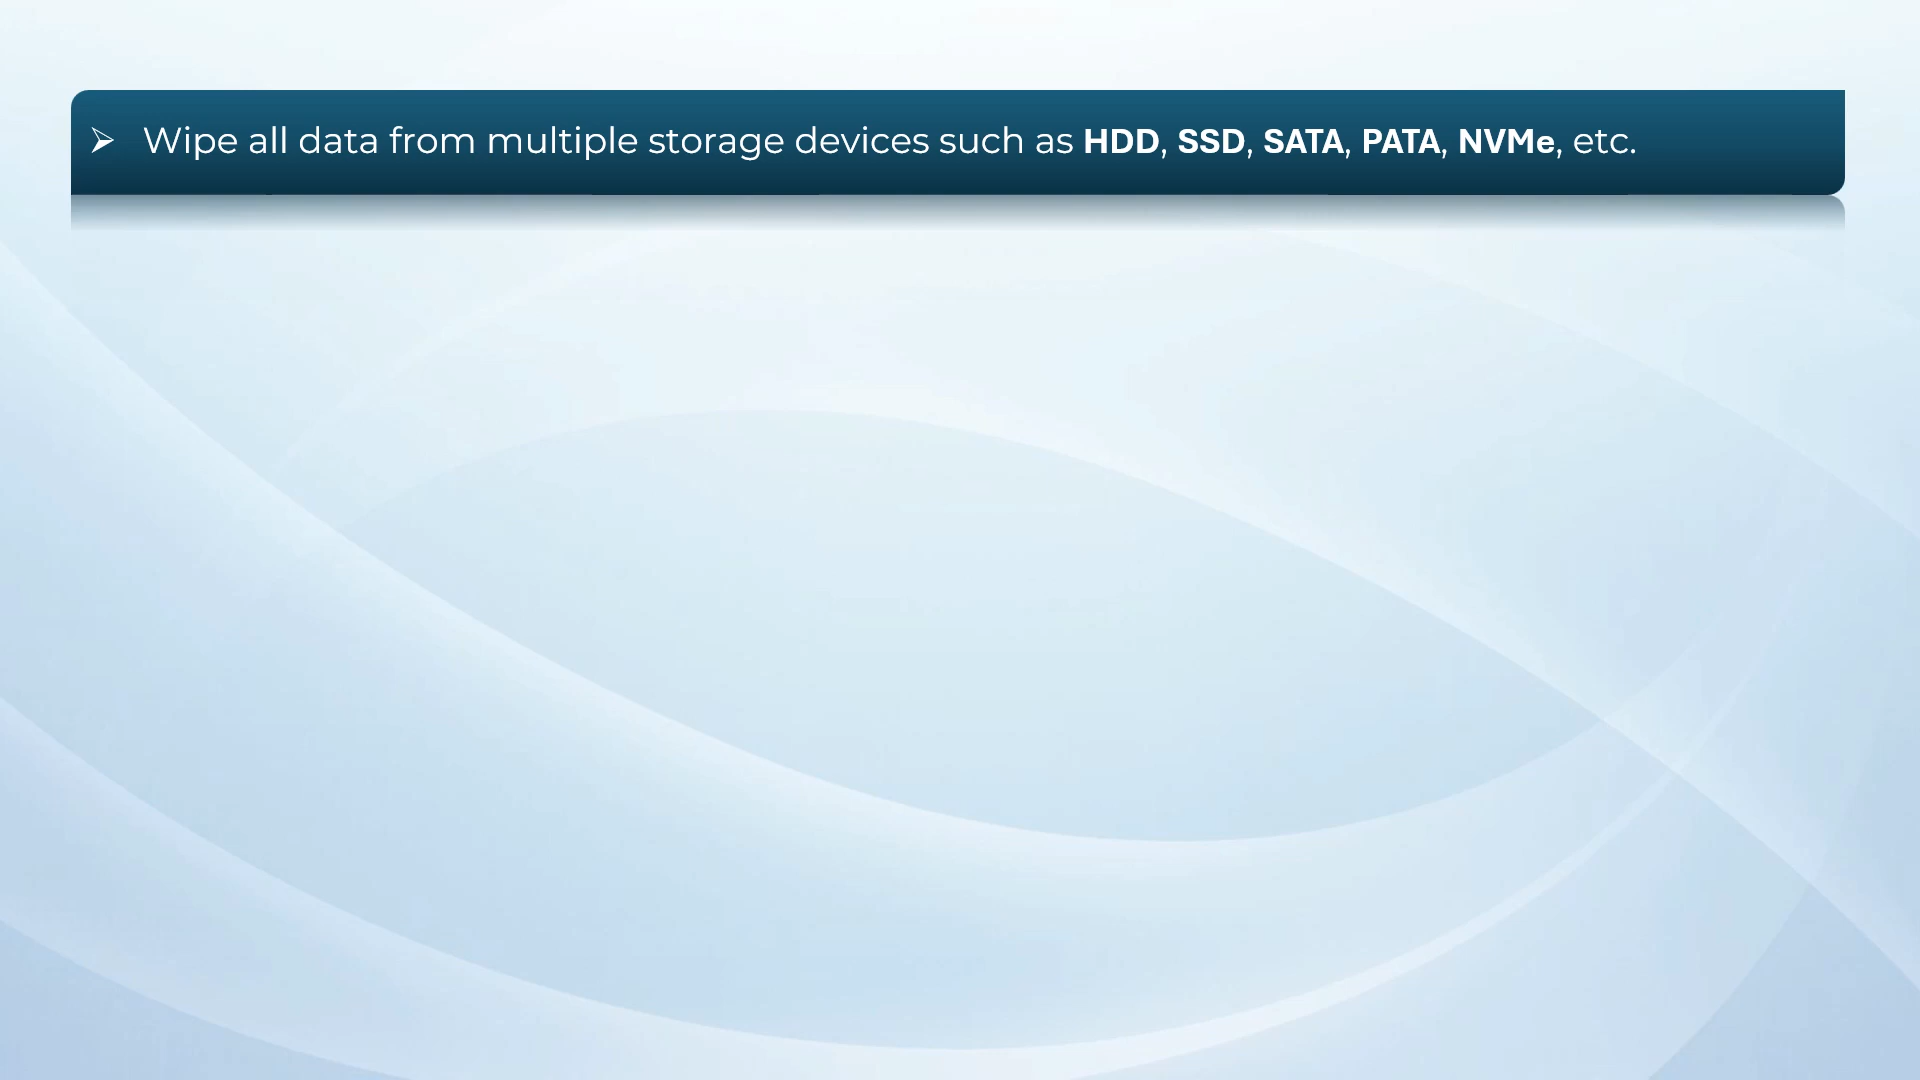 ➢ Wipe all data from multiple storage devices such as HDD, SSD, SATA, PATA, NVMe, etc.